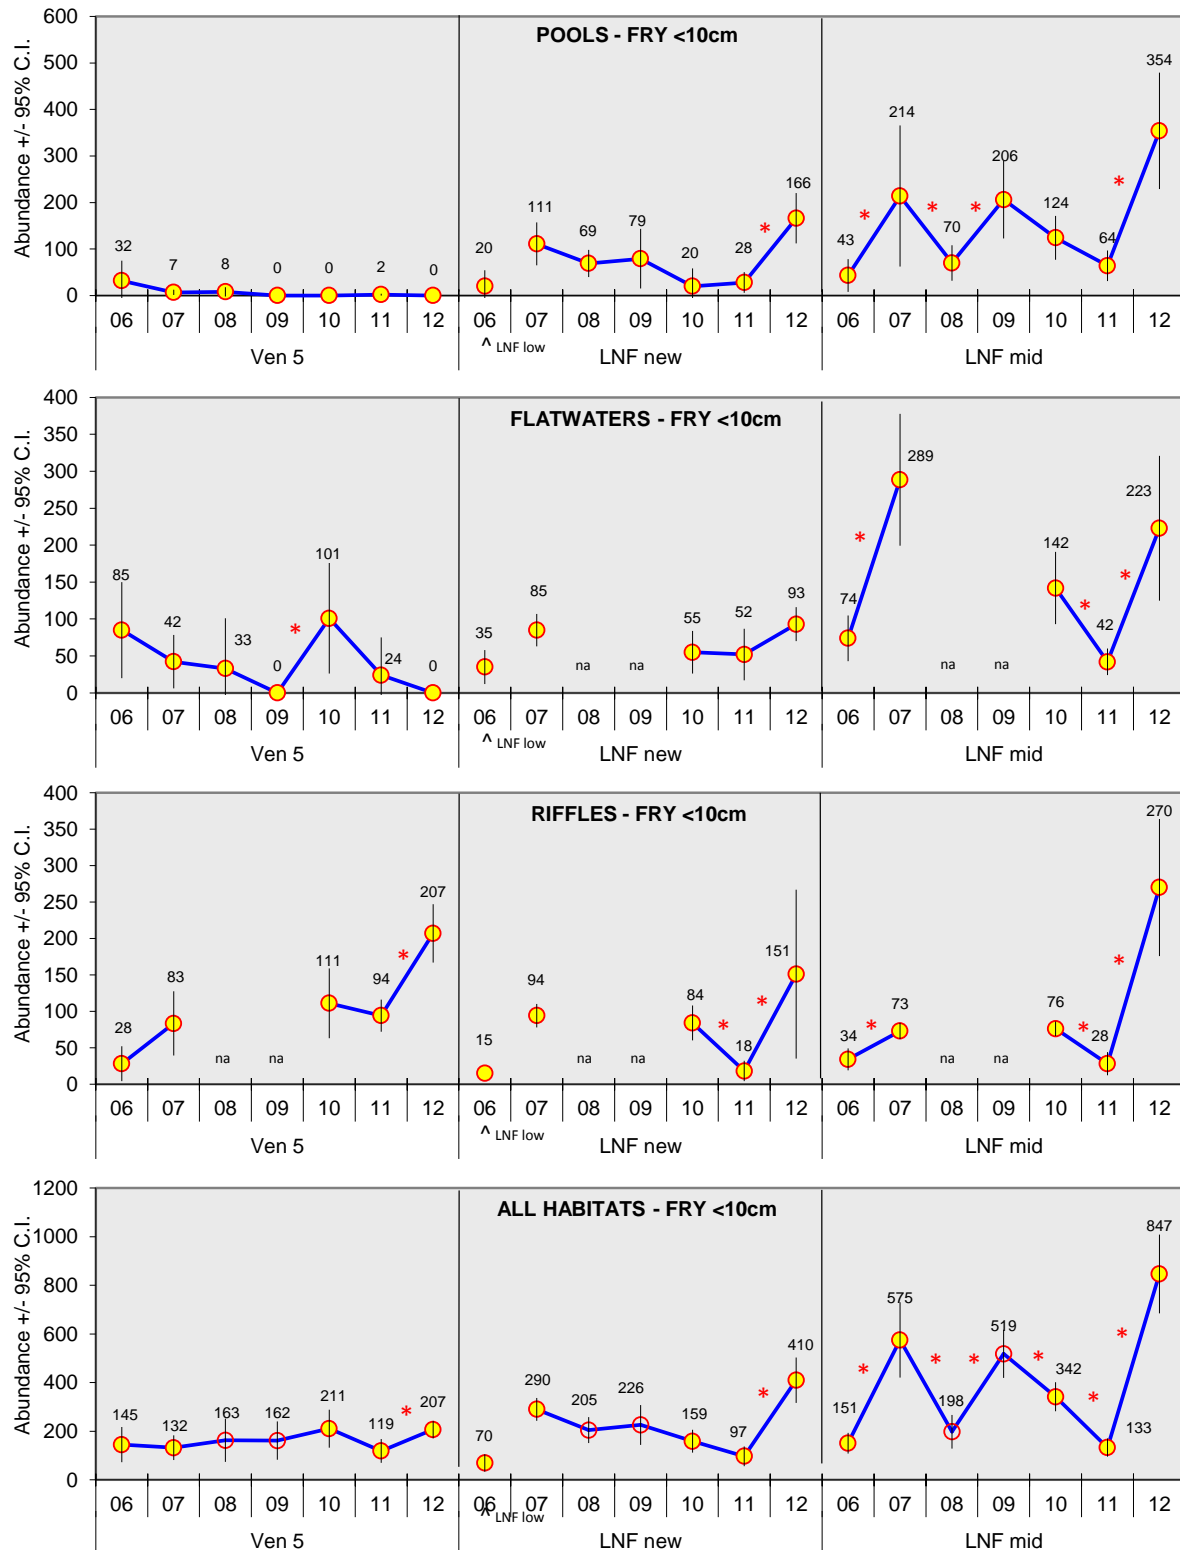 POOLS - FRY <10cm
Abundance +/- 95% C.I.
600
500
400
300
200
100
0
32 7 8 0 0 2 0
20 111 69 79 20 28 * 166
43 * 214 * 70 * 206 124 64 * 354
06 07 08 09 10 11 12 06 07 08 09 10 11 12 06 07 08 09 10 11 12
^ LNF low
Ven 5 LNF new LNF mid
FLATWATERS - FRY <10cm
Abundance +/- 95% C.I.
400
350
300
250
200
150
100
50
0
85 42 33 0 * 101 24 0
35 85 na na 55 52 93
74 * 289 na na 142 * 42 * 223
06 07 08 09 10 11 12 06 07 08 09 10 11 12 06 07 08 09 10 11 12
^ LNF low
Ven 5 LNF new LNF mid
RIFFLES - FRY <10cm
Abundance +/- 95% C.I.
400
350
300
250
200
150
100
50
0
28 83 na na 111 94 * 207
15 94 na na 84 * 18 * 151
34 * 73 na na 76 * 28 * 270
06 07 08 09 10 11 12 06 07 08 09 10 11 12 06 07 08 09 10 11 12
^ LNF low
Ven 5 LNF new LNF mid
ALL HABITATS - FRY <10cm
Abundance +/- 95% C.I.
1200
1000
800
600
400
200
0
145 132 163 162 211 119 * 207
70 290 205 226 159 97 * 410
151 * 575 * 198 * 519 * 342 * 133 * 847
06 07 08 09 10 11 12 06 07 08 09 10 11 12 06 07 08 09 10 11 12
^ LNF low
Ven 5 LNF new LNF mid